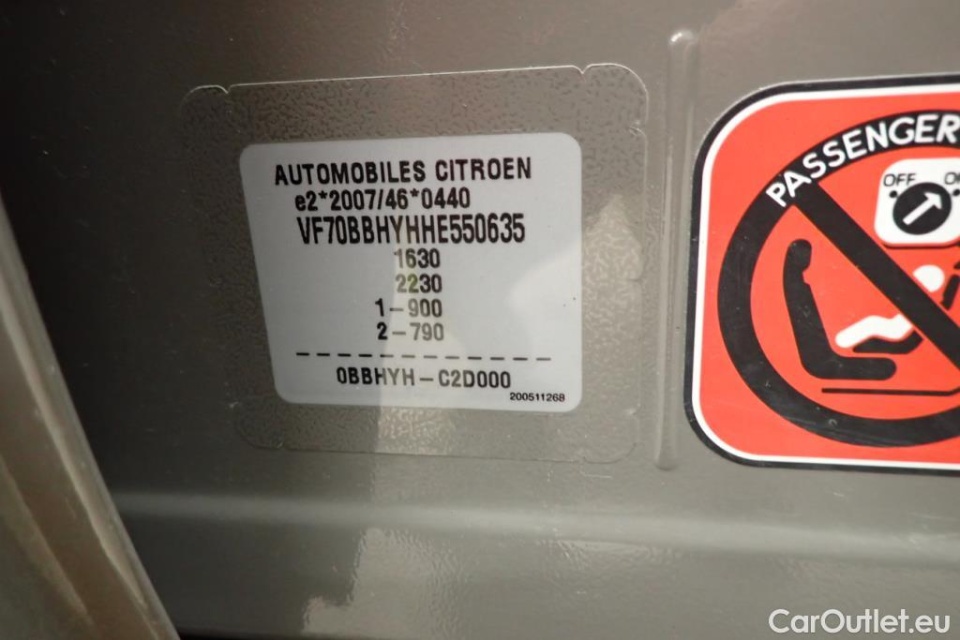 AUTOMOBILES CITROEN
e2*2007/46*0440
VF70BBHYHHE550635
1630
2230
1-900
2-790
0BBHYH-C2D000
200511268
PASSENGER
OFF
CarOutlet.eu